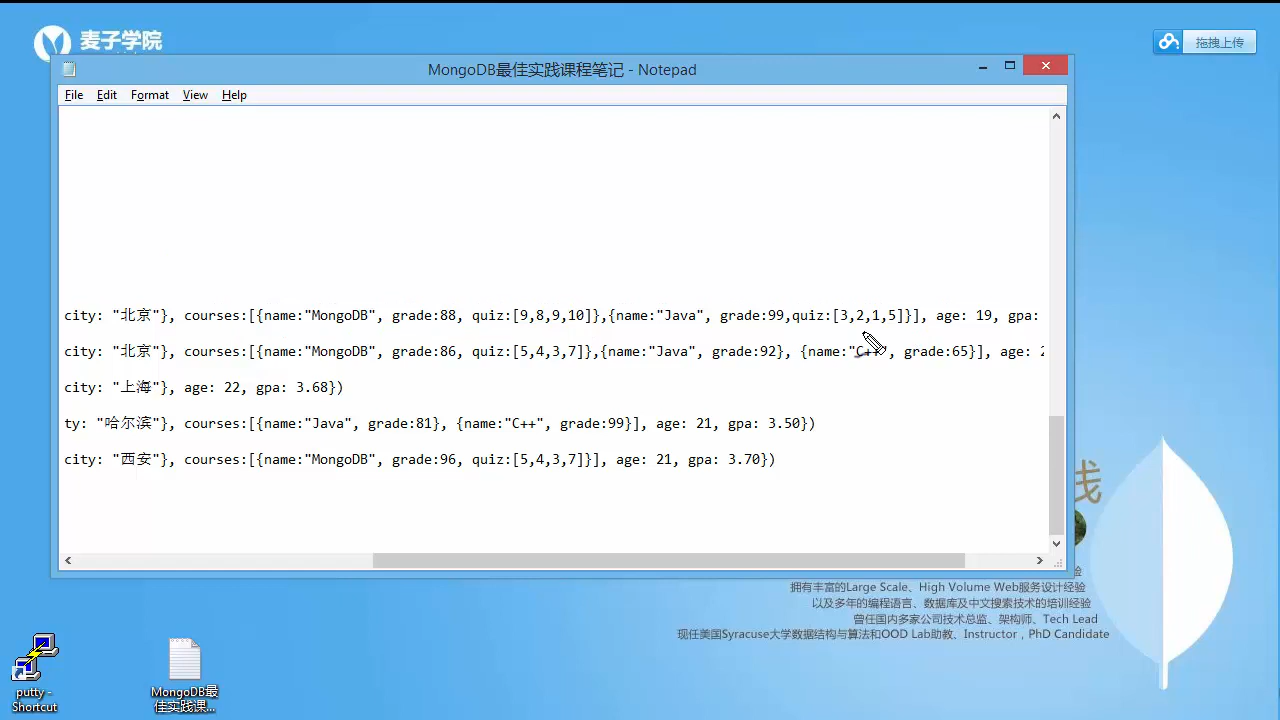 麦子学院
拖拽上传
MongoDB最佳实践课程笔记 - Notepad
File Edit Format View Help
city: "北京"}, courses:[{name:"MongoDB", grade:88, quiz:[9,8,9,10]},{name:"Java", grade:99,quiz:[3,2,1,5]}], age: 19, gpa:
city: "北京"}, courses:[{name:"MongoDB", grade:86, quiz:[5,4,3,7]},{name:"Java", grade:92}, {name:"C++", grade:65}], age: 2
city: "上海"}, age: 22, gpa: 3.68})
ty: "哈尔滨"}, courses:[{name:"Java", grade:81}, {name:"C++", grade:99}], age: 21, gpa: 3.50})
city: "西安"}, courses:[{name:"MongoDB", grade:96, quiz:[5,4,3,7]}], age: 21, gpa: 3.70})
践
验
拥有丰富的Large Scale、High Volume Web服务设计经验
以及多年的编程语言、数据库及中文搜索技术的培训经验
曾任国内多家公司技术总监、架构师、Tech Lead
现任美国Syracuse大学数据结构与算法和OOD Lab助教、Instructor，PhD Candidate
putty -
Shortcut
MongoDB最
佳实践课...